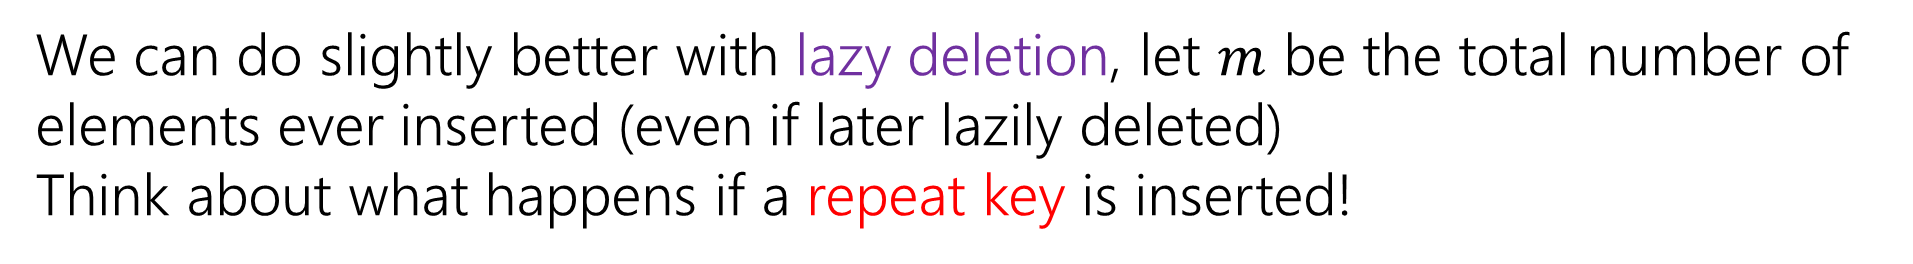 We can do slightly better with lazy deletion, let m be the total number of
elements ever inserted (even if later lazily deleted)
Think about what happens if a repeat key is inserted!